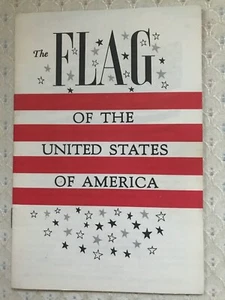 The FLAG
OF THE
UNITED STATES
OF AMERICA